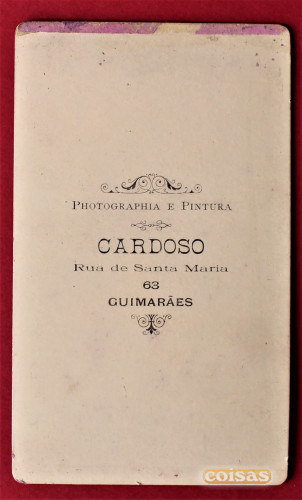 PHOTOGRAPHIA E PINTURA
CARDOSO
Rua de Santa Maria
63
GUIMARÃES
coisas